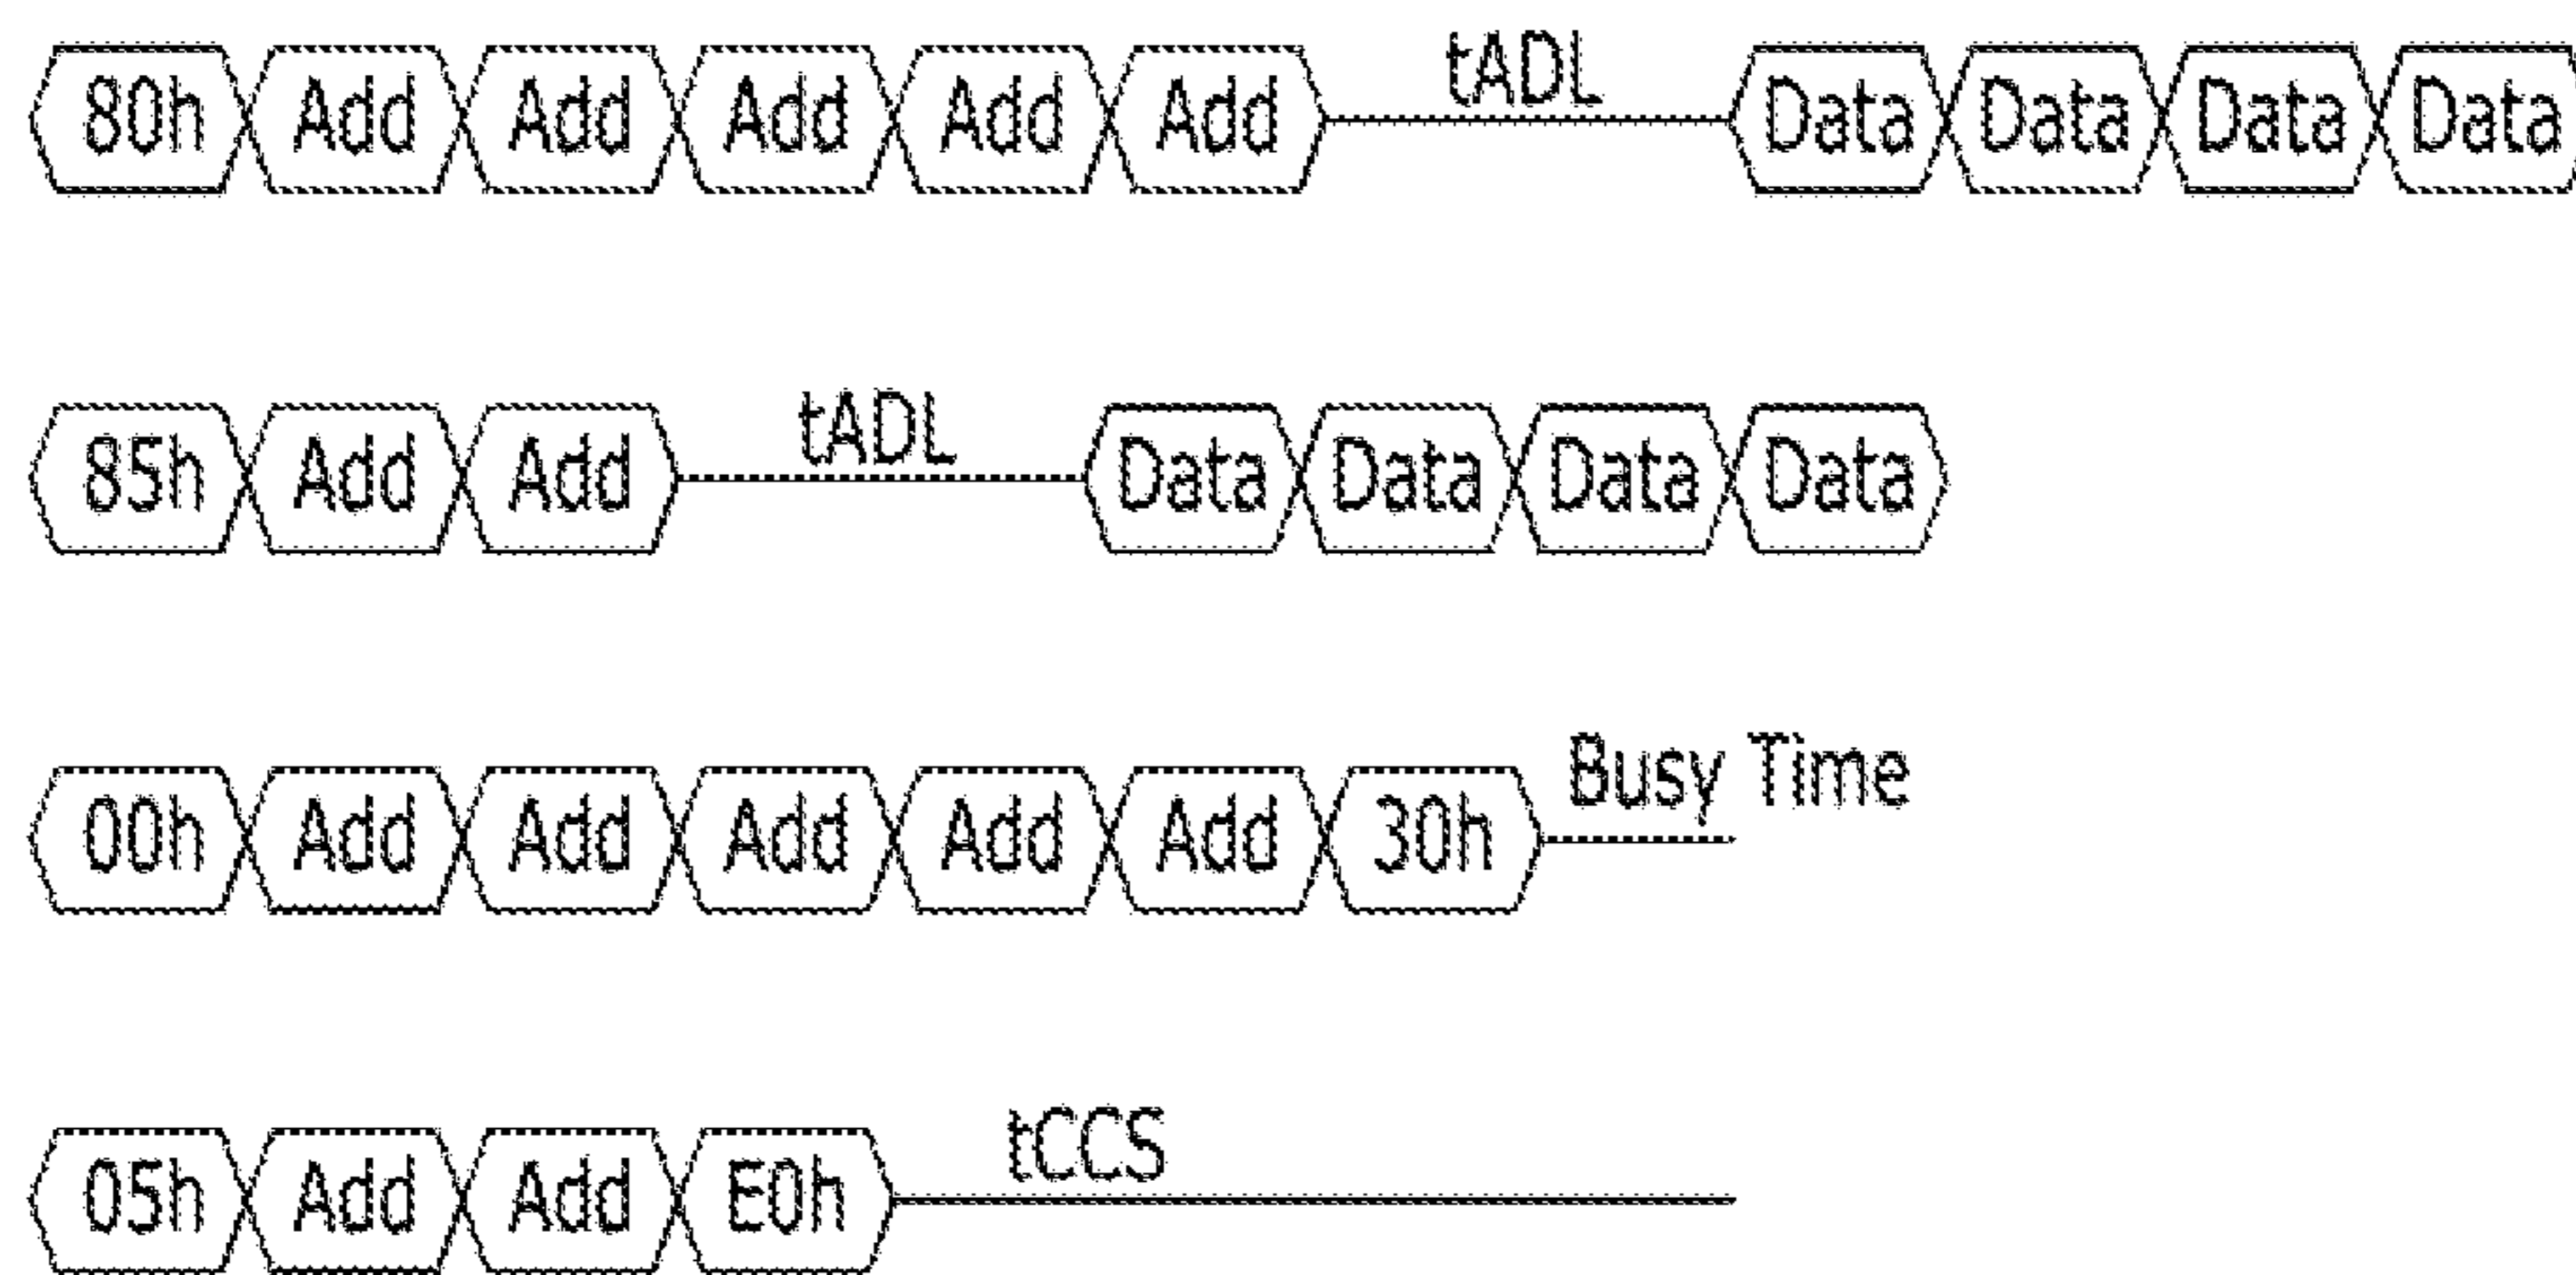 80h Add Add Add Add Add tADL Data Data Data Data
85h Add Add tADL Data Data Data Data
00h Add Add Add Add Add 30h Busy Time
05h Add Add E0h tCCS